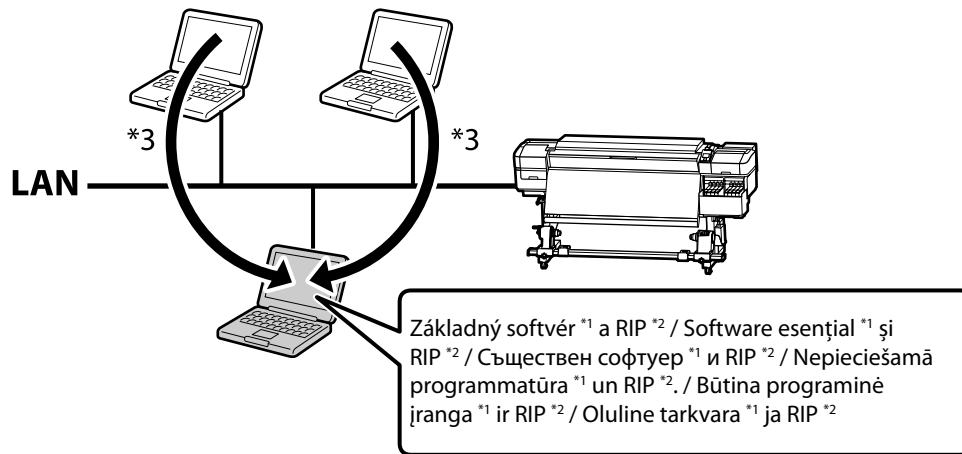 *3
*3
LAN
Základný softvér *1 a RIP *2 / Software esențial *1 și
RIP *2 / Съществен софтуер *1 и RIP *2 / Nepieciešamā
programmatūra *1 un RIP *2. / Būtina programinė
įranga *1 ir RIP *2 / Oluline tarkvara *1 ja RIP *2